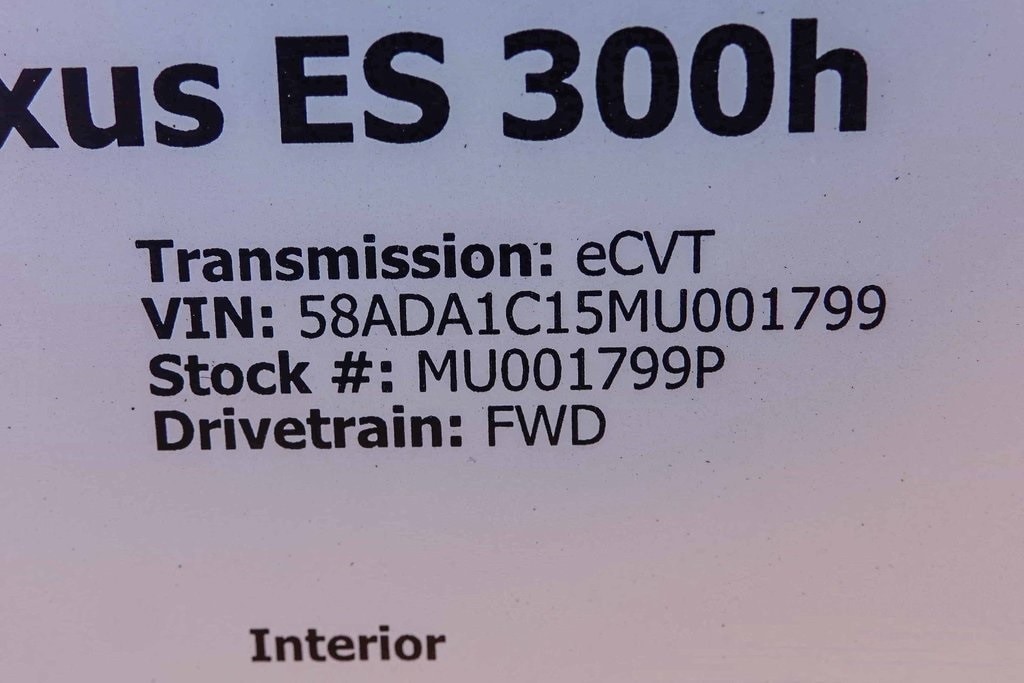 xus ES 300h
Transmission: eCVT
VIN: 58ADA1C15MU001799
Stock #: MU001799P
Drivetrain: FWD
Interior